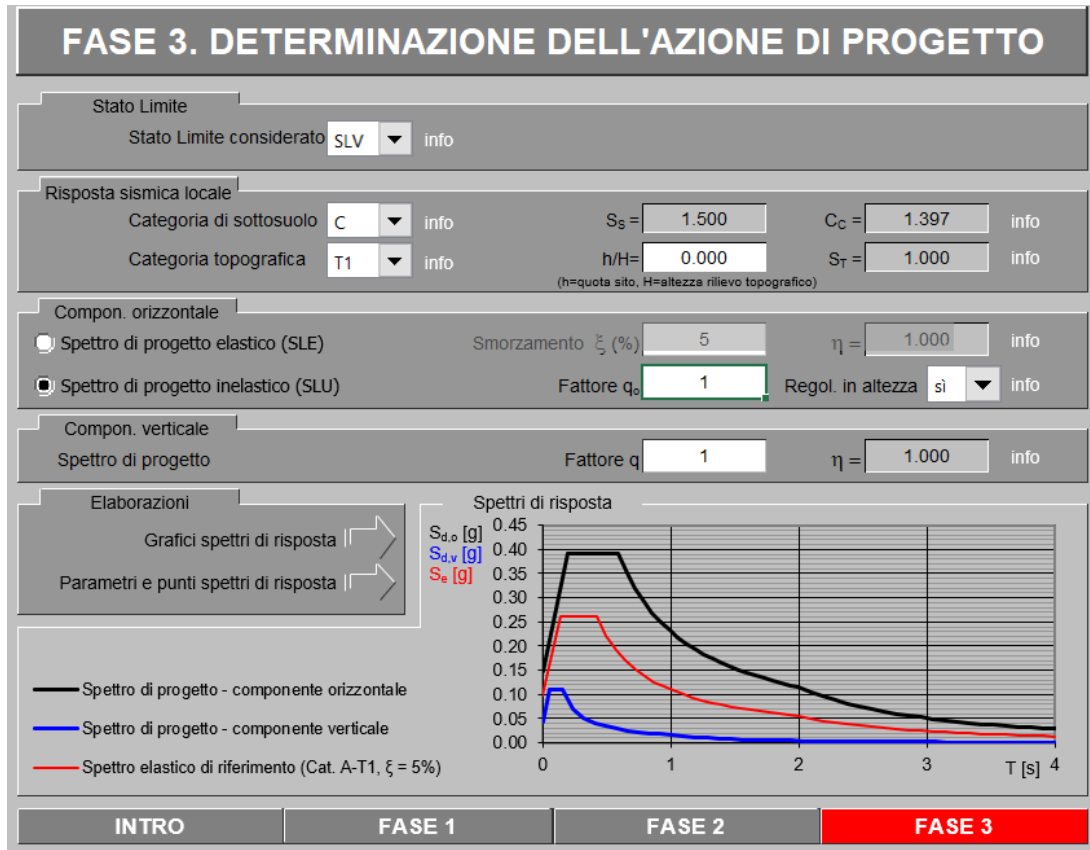 FASE 3. DETERMINAZIONE DELL'AZIONE DI PROGETTO
Stato Limite
Stato Limite considerato SLV info
Risposta sismica locale
Categoria di sottosuolo C info SS = 1.500 CC = 1.397 info
Categoria topografica T1 info h/H= 0.000 ST = 1.000 info
(h=quota sito, H=altezza rilievo topografico)
Compon. orizzontale
Spettro di progetto elastico (SLE) Smorzamento ξ (%) 5 η = 1.000 info
Spettro di progetto inelastico (SLU) Fattore qo 1 Regol. in altezza sì info
Compon. verticale
Spettro di progetto Fattore q 1 η = 1.000 info
Elaborazioni
Grafici spettri di risposta
Parametri e punti spettri di risposta
Spettri di risposta
Sd,o [g]
Sd,v [g]
Se [g]
0.45
0.40
0.35
0.30
0.25
0.20
0.15
0.10
0.05
0.00
0 1 2 3 T [s] 4
Spettro di progetto - componente orizzontale
Spettro di progetto - componente verticale
Spettro elastico di riferimento (Cat. A-T1, ξ = 5%)
INTRO FASE 1 FASE 2 FASE 3